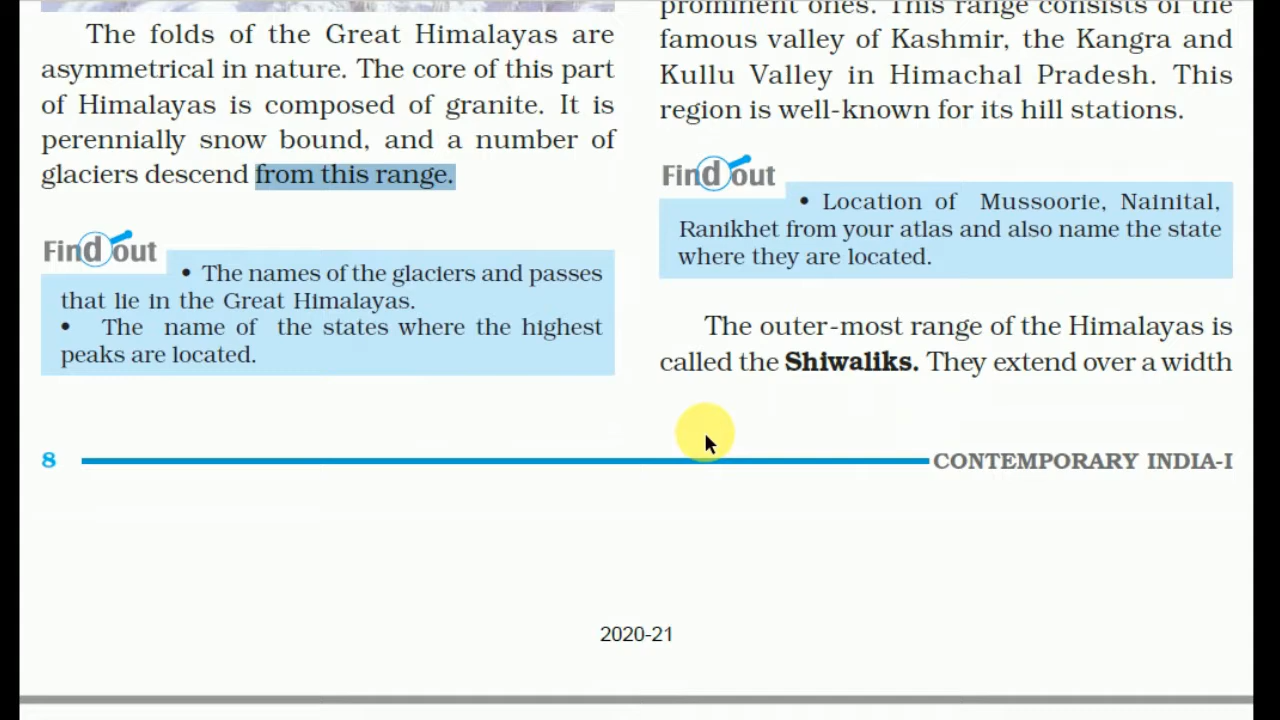 The folds of the Great Himalayas are
asymmetrical in nature. The core of this part
of Himalayas is composed of granite. It is
perennially snow bound, and a number of
glaciers descend from this range.
Find out
• The names of the glaciers and passes
that lie in the Great Himalayas.
• The name of the states where the highest
peaks are located.
prominent ones. This range consists of the
famous valley of Kashmir, the Kangra and
Kullu Valley in Himachal Pradesh. This
region is well-known for its hill stations.
Find out
• Location of Mussoorie, Nainital,
Ranikhet from your atlas and also name the state
where they are located.
The outer-most range of the Himalayas is
called the Shiwaliks. They extend over a width
8
CONTEMPORARY INDIA-I
2020-21